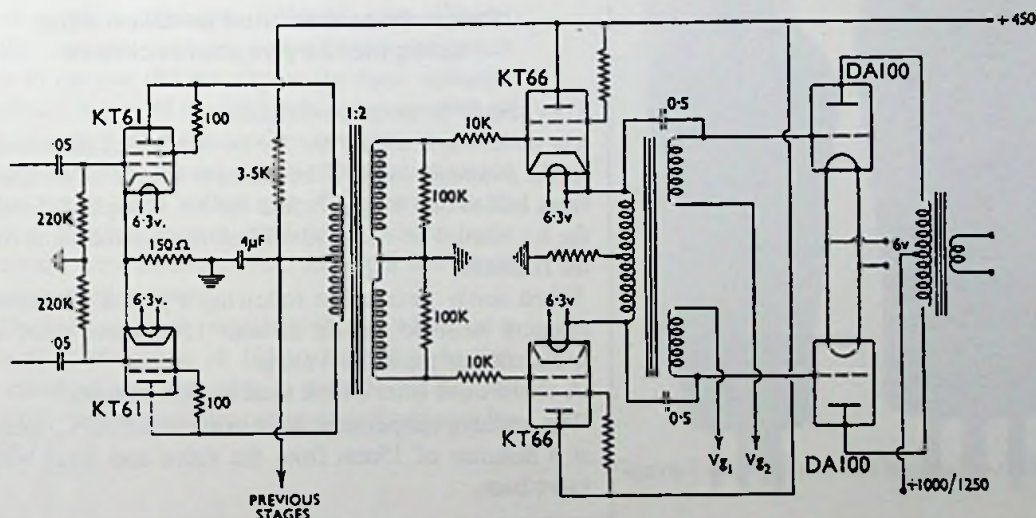 +450
DA100
KT66
KT61
1:2
0·5
100
10K
·05
3-5K
100K
6·3v.
6·3v
220K
150Ω
4μF
6v
220K
6·3v.
6·3v
100K
·05
10K
100
KT61
0·5
KT66
Vg1
Vg2
DA100
+1000/1250
PREVIOUS
STAGES